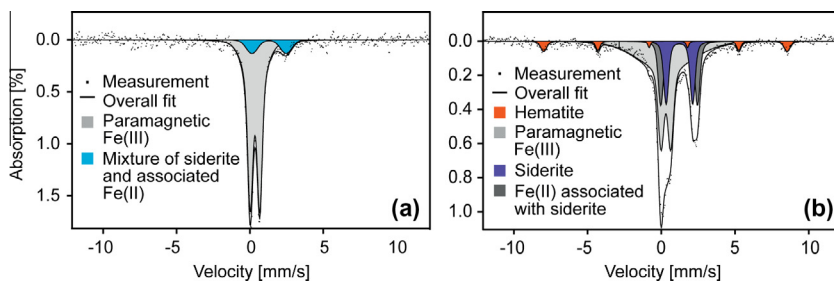 0.0
0.5
1.0
1.5
Absorption [%]
Measurement
Overall fit
Paramagnetic
Fe(III)
Mixture of siderite
and associated
Fe(II)
(a)
-10 -5 0 5 10
Velocity [mm/s]
0.0
0.2
0.4
0.6
0.8
1.0
Measurement
Overall fit
Hematite
Paramagnetic
Fe(III)
Siderite
Fe(II) associated
with siderite
(b)
-10 -5 0 5 10
Velocity [mm/s]